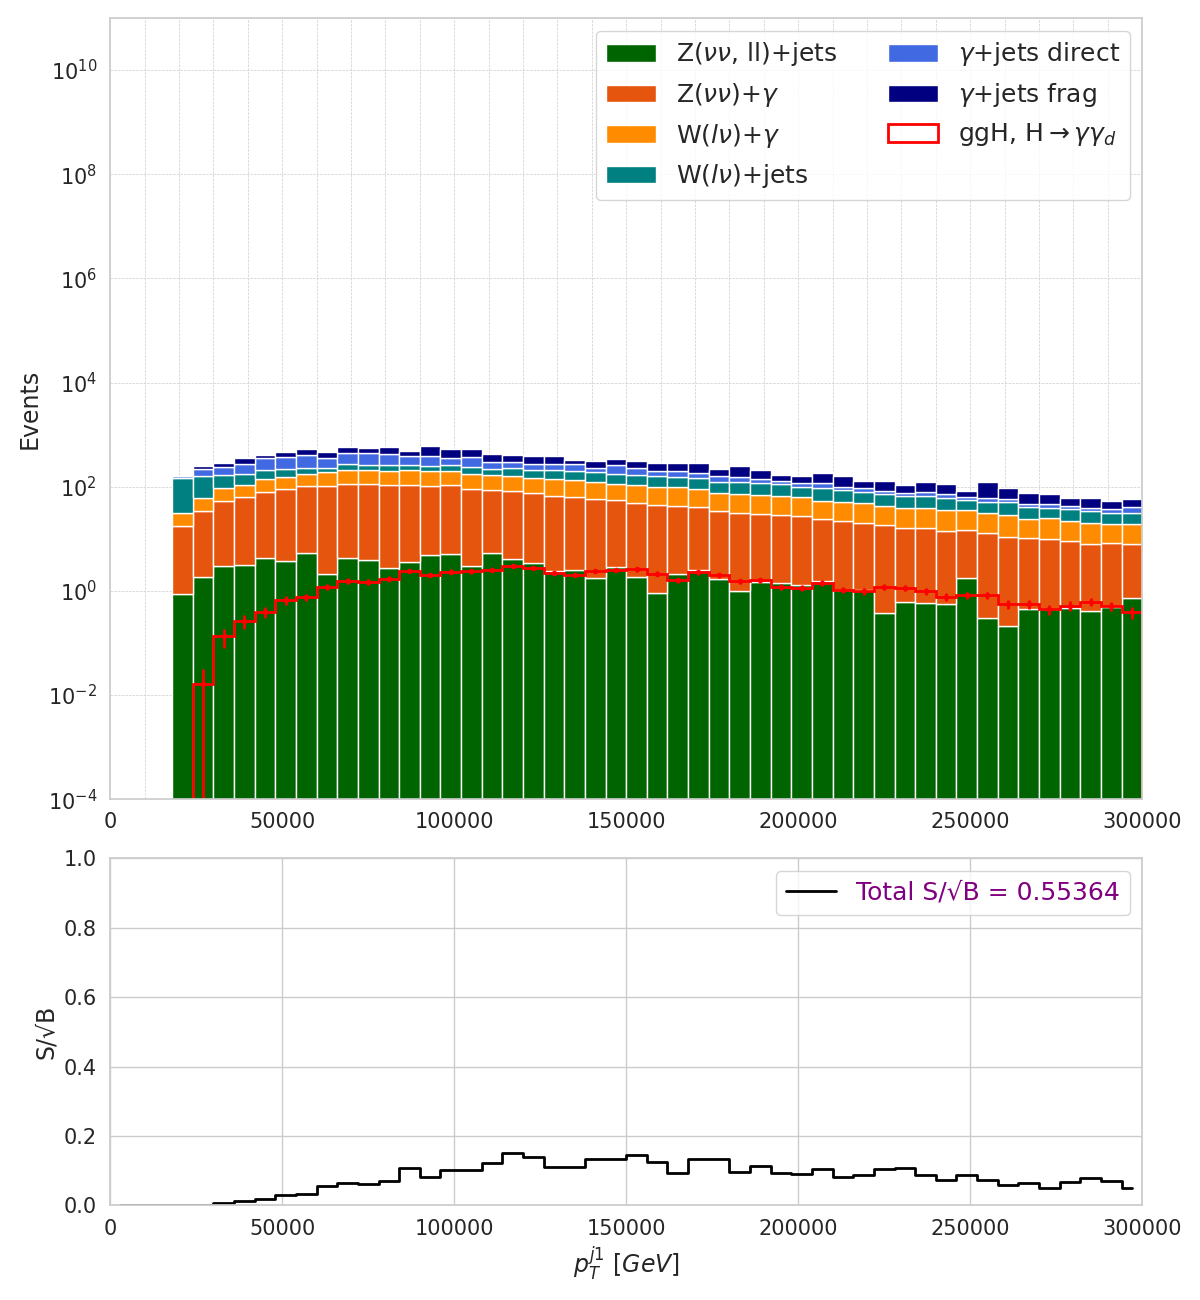 Z(νν, ll)+jets
Z(νν)+γ
W(lν)+γ
W(lν)+jets
γ+jets direct
γ+jets frag
ggH, H→γγ_d
Events
10^10
10^8
10^6
10^4
10^2
10^0
10^−2
10^−4
0 50000 100000 150000 200000 250000 300000
Total S/√B = 0.55364
S/√B
1.0
0.8
0.6
0.4
0.2
0.0
0 50000 100000 150000 200000 250000 300000
p_T^{j1} [GeV]